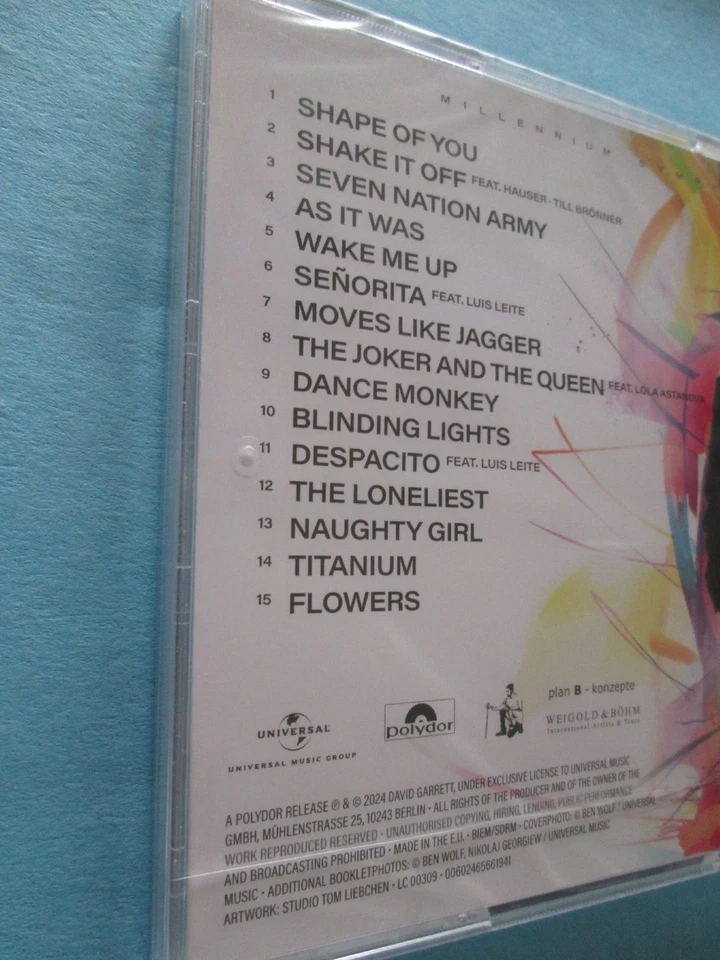 MILLENNIUM
1 SHAPE OF YOU
2 SHAKE IT OFF FEAT. HAUSER · TILL BRÖNNER
3 SEVEN NATION ARMY
4 AS IT WAS
5 WAKE ME UP
6 SEÑORITA FEAT. LUIS LEITE
7 MOVES LIKE JAGGER
8 THE JOKER AND THE QUEEN FEAT. LOLA ASTANOVA
9 DANCE MONKEY
10 BLINDING LIGHTS
11 DESPACITO FEAT. LUIS LEITE
12 THE LONELIEST
13 NAUGHTY GIRL
14 TITANIUM
15 FLOWERS
UNIVERSAL
UNIVERSAL MUSIC GROUP
polydor
plan B - konzepte
WEIGOLD & BÖHM
International Artists & Tours
A POLYDOR RELEASE ℗ & © 2024 DAVID GARRETT, UNDER EXCLUSIVE LICENSE TO UNIVERSAL MUSIC
GMBH, MÜHLENSTRASSE 25, 10243 BERLIN · ALL RIGHTS OF THE PRODUCER AND OF THE OWNER OF THE
WORK REPRODUCED RESERVED · UNAUTHORISED COPYING, HIRING, LENDING, PUBLIC PERFORMANCE
AND BROADCASTING PROHIBITED · MADE IN THE E.U. · BIEM/SDRM · COVERPHOTO: © BEN WOLF / UNIVERSAL
MUSIC · ADDITIONAL BOOKLETPHOTOS: © BEN WOLF, NIKOLAJ GEORGIEW / UNIVERSAL MUSIC
ARTWORK: STUDIO TOM LIEBCHEN · LC 00309 · 00602465661941